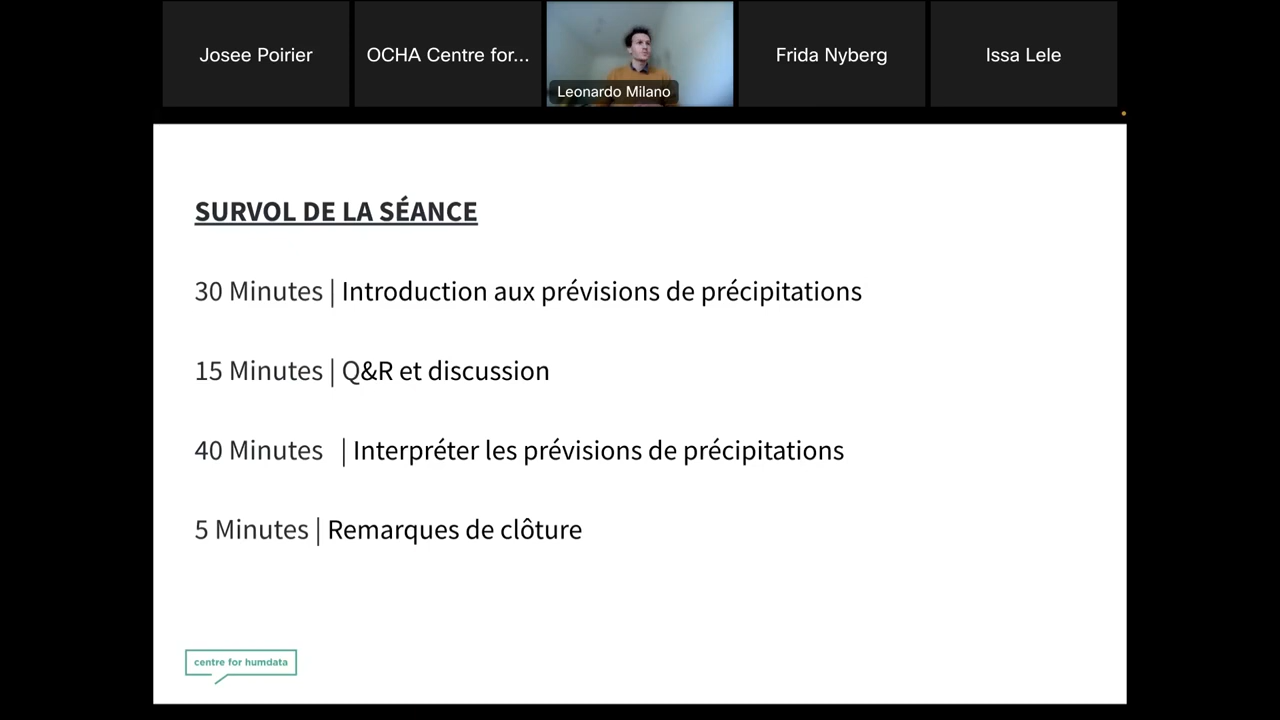 Josee Poirier
OCHA Centre for...
Leonardo Milano
Frida Nyberg
Issa Lele
SURVOL DE LA SÉANCE
30 Minutes | Introduction aux prévisions de précipitations
15 Minutes | Q&R et discussion
40 Minutes | Interpréter les prévisions de précipitations
5 Minutes | Remarques de clôture
centre for humdata